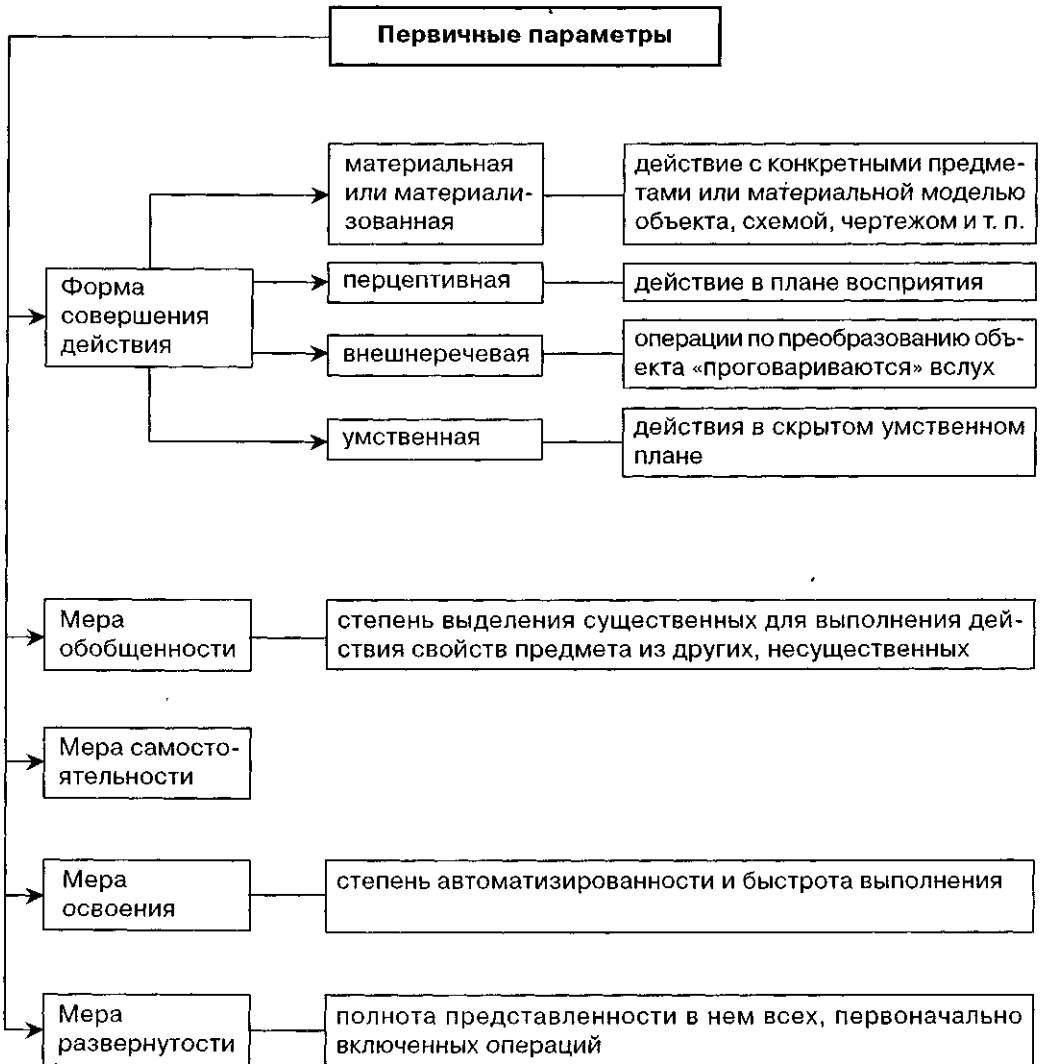 Первичные параметры
материальная
или материали-
зованная
действие с конкретными предме-
тами или материальной моделью
объекта, схемой, чертежом и т. п.
Форма
совершения
действия
перцептивная
действие в плане восприятия
внешнеречевая
операции по преобразованию объ-
екта «проговариваются» вслух
умственная
действия в скрытом умственном
плане
Мера
обобщенности
степень выделения существенных для выполнения дей-
ствия свойств предмета из других, несущественных
Мера самосто-
ятельности
Мера
освоения
степень автоматизированности и быстрота выполнения
Мера
развернутости
полнота представленности в нем всех, первоначально
включенных операций